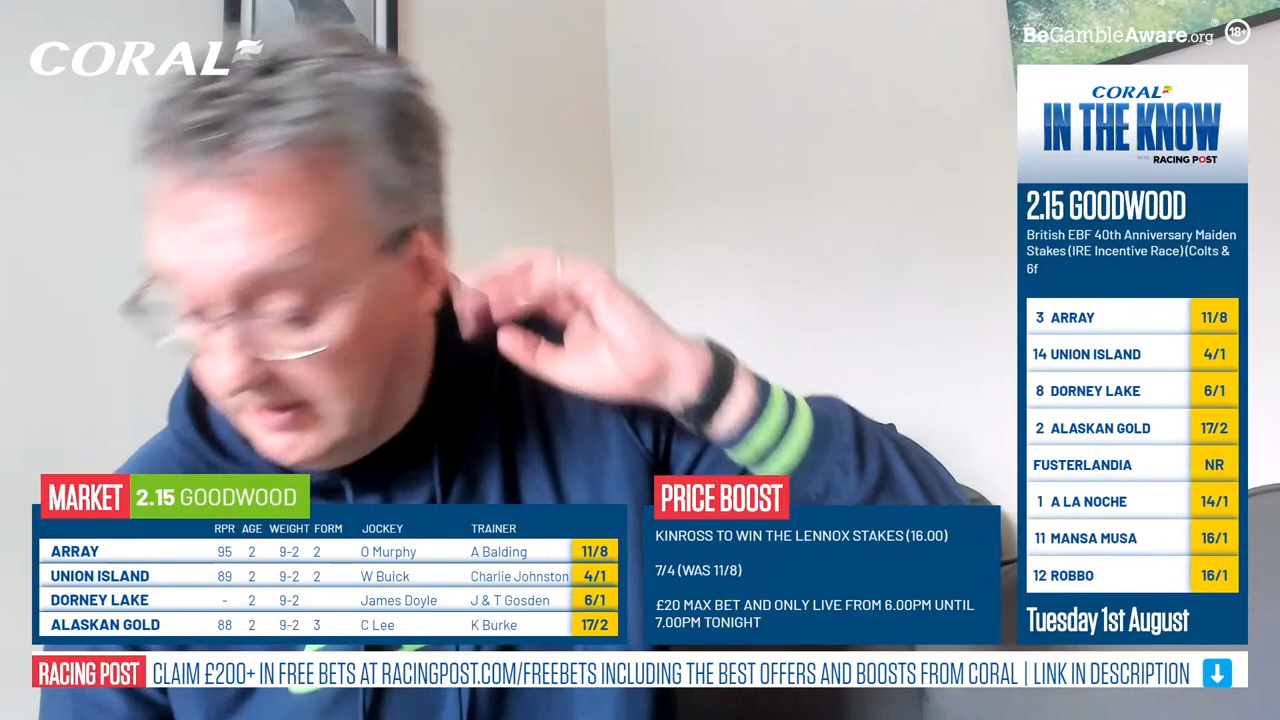 CORAL
BeGambleAware.org® 18+
CORAL
IN THE KNOW
WITH RACING POST
2.15 GOODWOOD
British EBF 40th Anniversary Maiden
Stakes (IRE Incentive Race) (Colts &
6f
3 ARRAY 11/8
14 UNION ISLAND 4/1
8 DORNEY LAKE 6/1
2 ALASKAN GOLD 17/2
FUSTERLANDIA NR
1 A LA NOCHE 14/1
11 MANSA MUSA 16/1
12 ROBBO 16/1
Tuesday 1st August
MARKET 2.15 GOODWOOD
RPR AGE WEIGHT FORM JOCKEY TRAINER
ARRAY 95 2 9-2 2 O Murphy A Balding 11/8
UNION ISLAND 89 2 9-2 2 W Buick Charlie Johnston 4/1
DORNEY LAKE - 2 9-2 James Doyle J & T Gosden 6/1
ALASKAN GOLD 88 2 9-2 3 C Lee K Burke 17/2
PRICE BOOST
KINROSS TO WIN THE LENNOX STAKES (16.00)
7/4 (WAS 11/8)
£20 MAX BET AND ONLY LIVE FROM 6.00PM UNTIL
7.00PM TONIGHT
RACING POST CLAIM £200+ IN FREE BETS AT RACINGPOST.COM/FREEBETS INCLUDING THE BEST OFFERS AND BOOSTS FROM CORAL | LINK IN DESCRIPTION